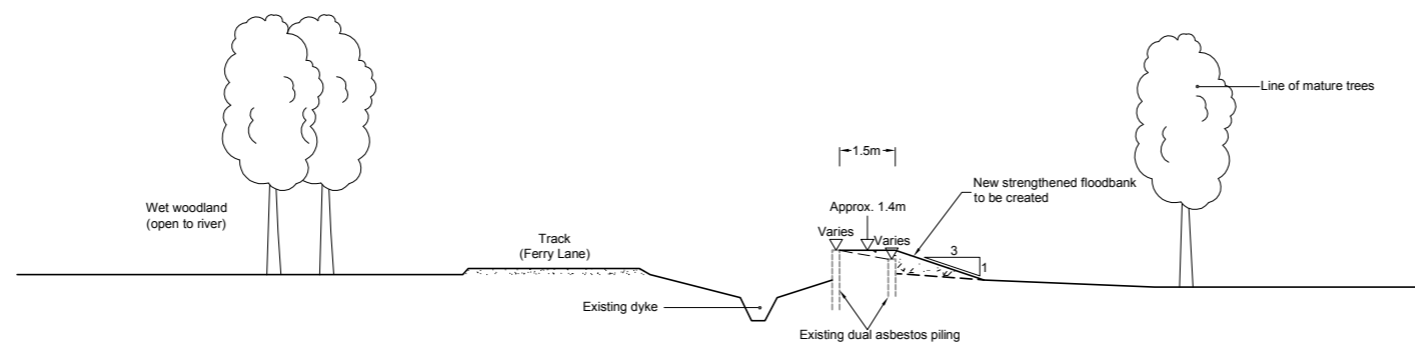 Line of mature trees
1.5m
New strengthened floodbank
to be created
Wet woodland
(open to river)
Approx. 1.4m
Varies
Varies
Track
(Ferry Lane)
3
1
Existing dyke
Existing dual asbestos piling